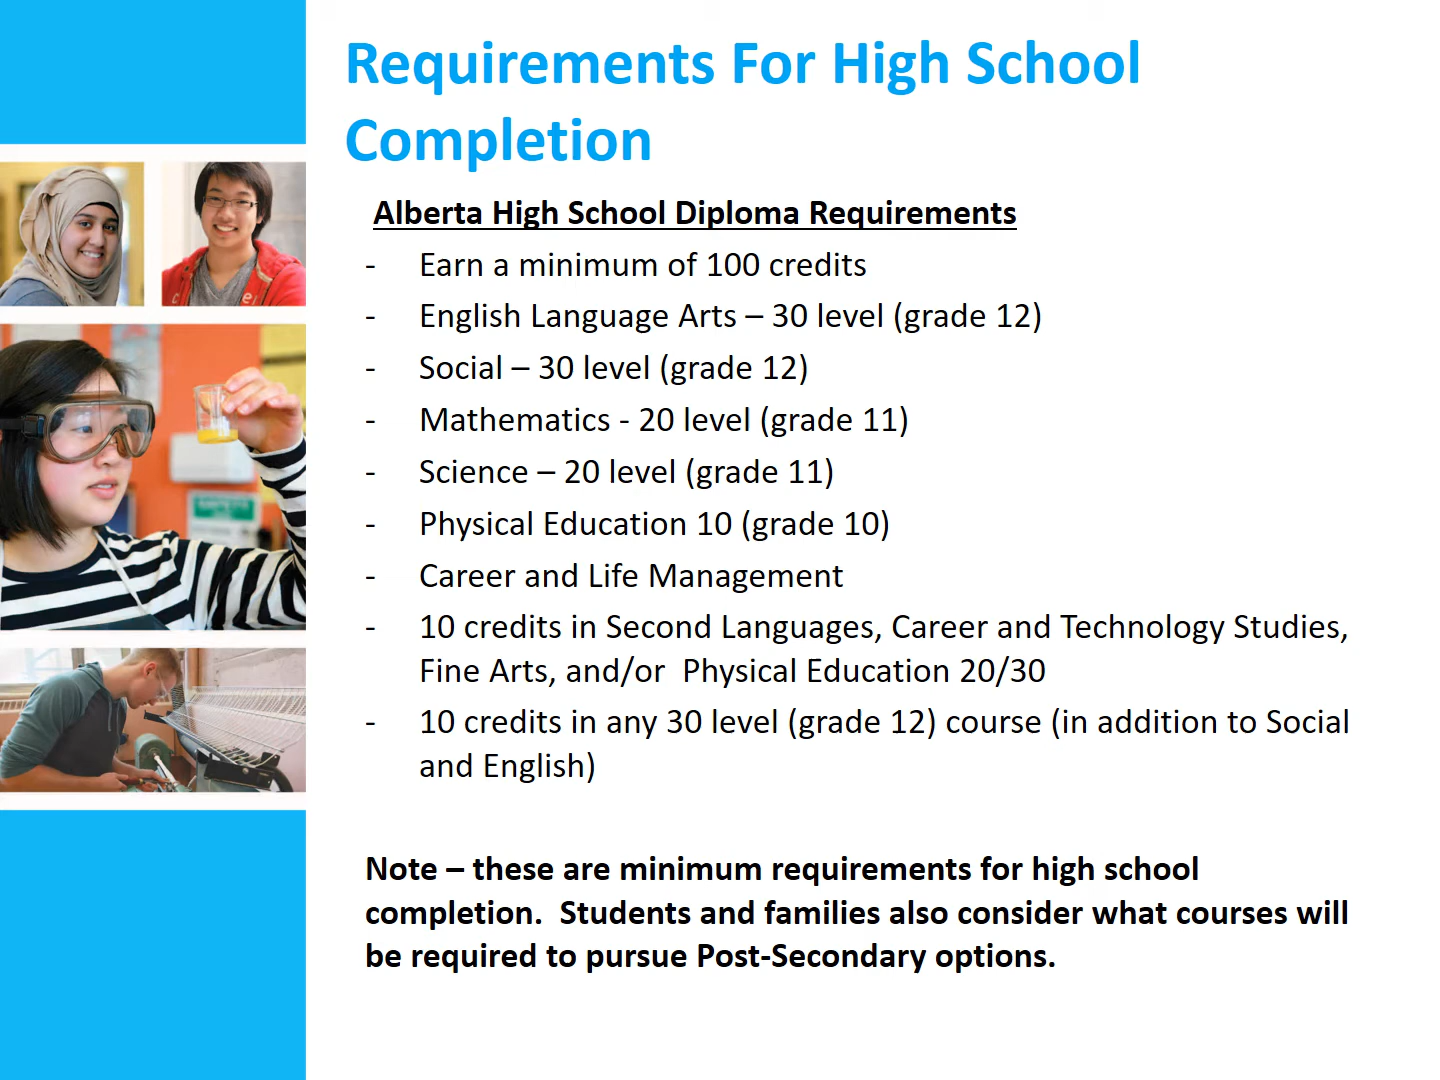 Requirements For High School
Completion
Alberta High School Diploma Requirements
- Earn a minimum of 100 credits
- English Language Arts – 30 level (grade 12)
- Social – 30 level (grade 12)
- Mathematics - 20 level (grade 11)
- Science – 20 level (grade 11)
- Physical Education 10 (grade 10)
- Career and Life Management
- 10 credits in Second Languages, Career and Technology Studies,
Fine Arts, and/or  Physical Education 20/30
- 10 credits in any 30 level (grade 12) course (in addition to Social
and English)
Note – these are minimum requirements for high school
completion.  Students and families also consider what courses will
be required to pursue Post-Secondary options.